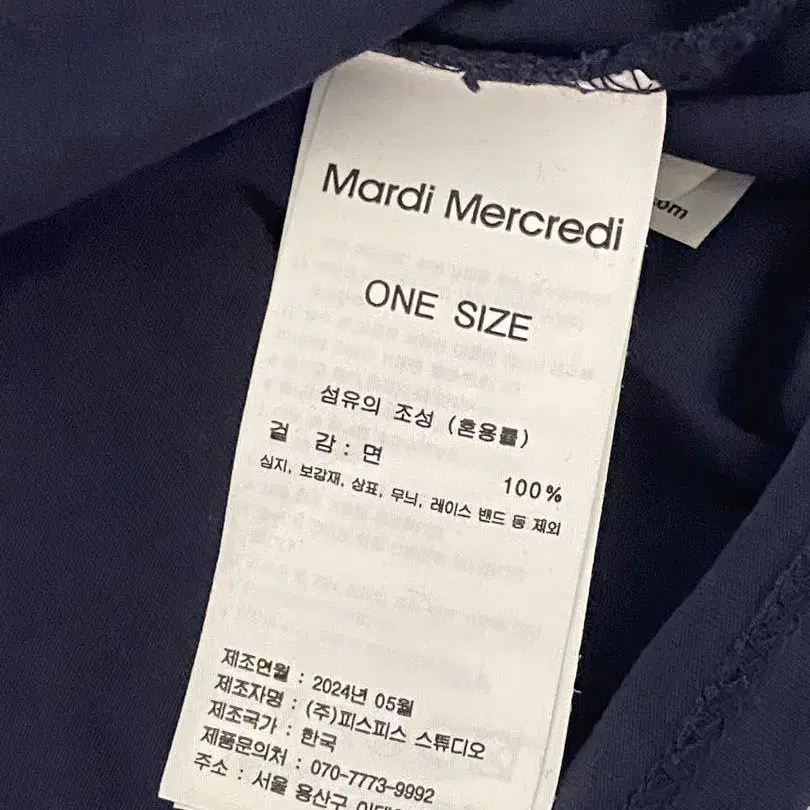 Mardi Mercredi
.com
ONE SIZE
섬유의 조성 (혼용률)
겉 감 : 면 100%
심지, 보강재, 상표, 무늬, 레이스 밴드 등 제외
제조연월 : 2024년 05월
제조자명 : (주)피스피스 스튜디오
제조국가 : 한국
제품문의처 : 070-7773-9992
주소 : 서울 용산구